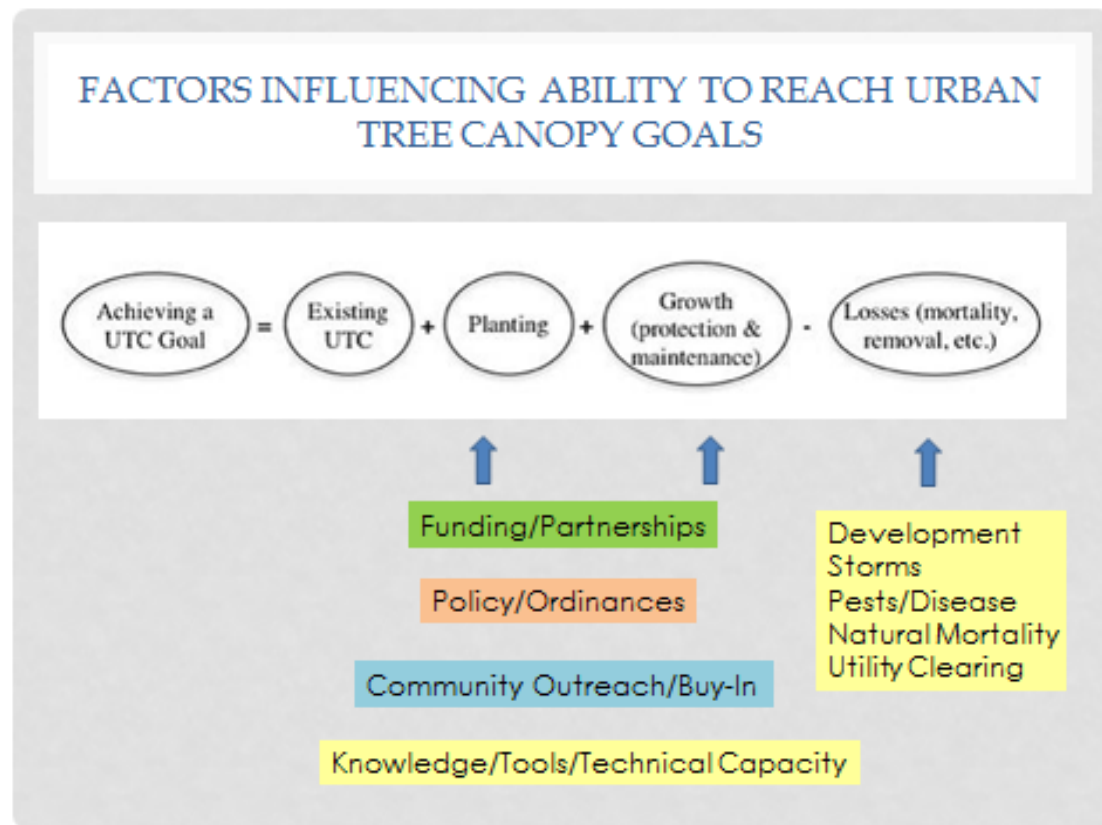 FACTORS INFLUENCING ABILITY TO REACH URBAN
TREE CANOPY GOALS
Achieving a
UTC Goal
=
Existing
UTC
+
Planting
+
Growth
(protection &
maintenance)
-
Losses (mortality,
removal, etc.)
Funding/Partnerships
Policy/Ordinances
Community Outreach/Buy-In
Knowledge/Tools/Technical Capacity
Development
Storms
Pests/Disease
Natural Mortality
Utility Clearing